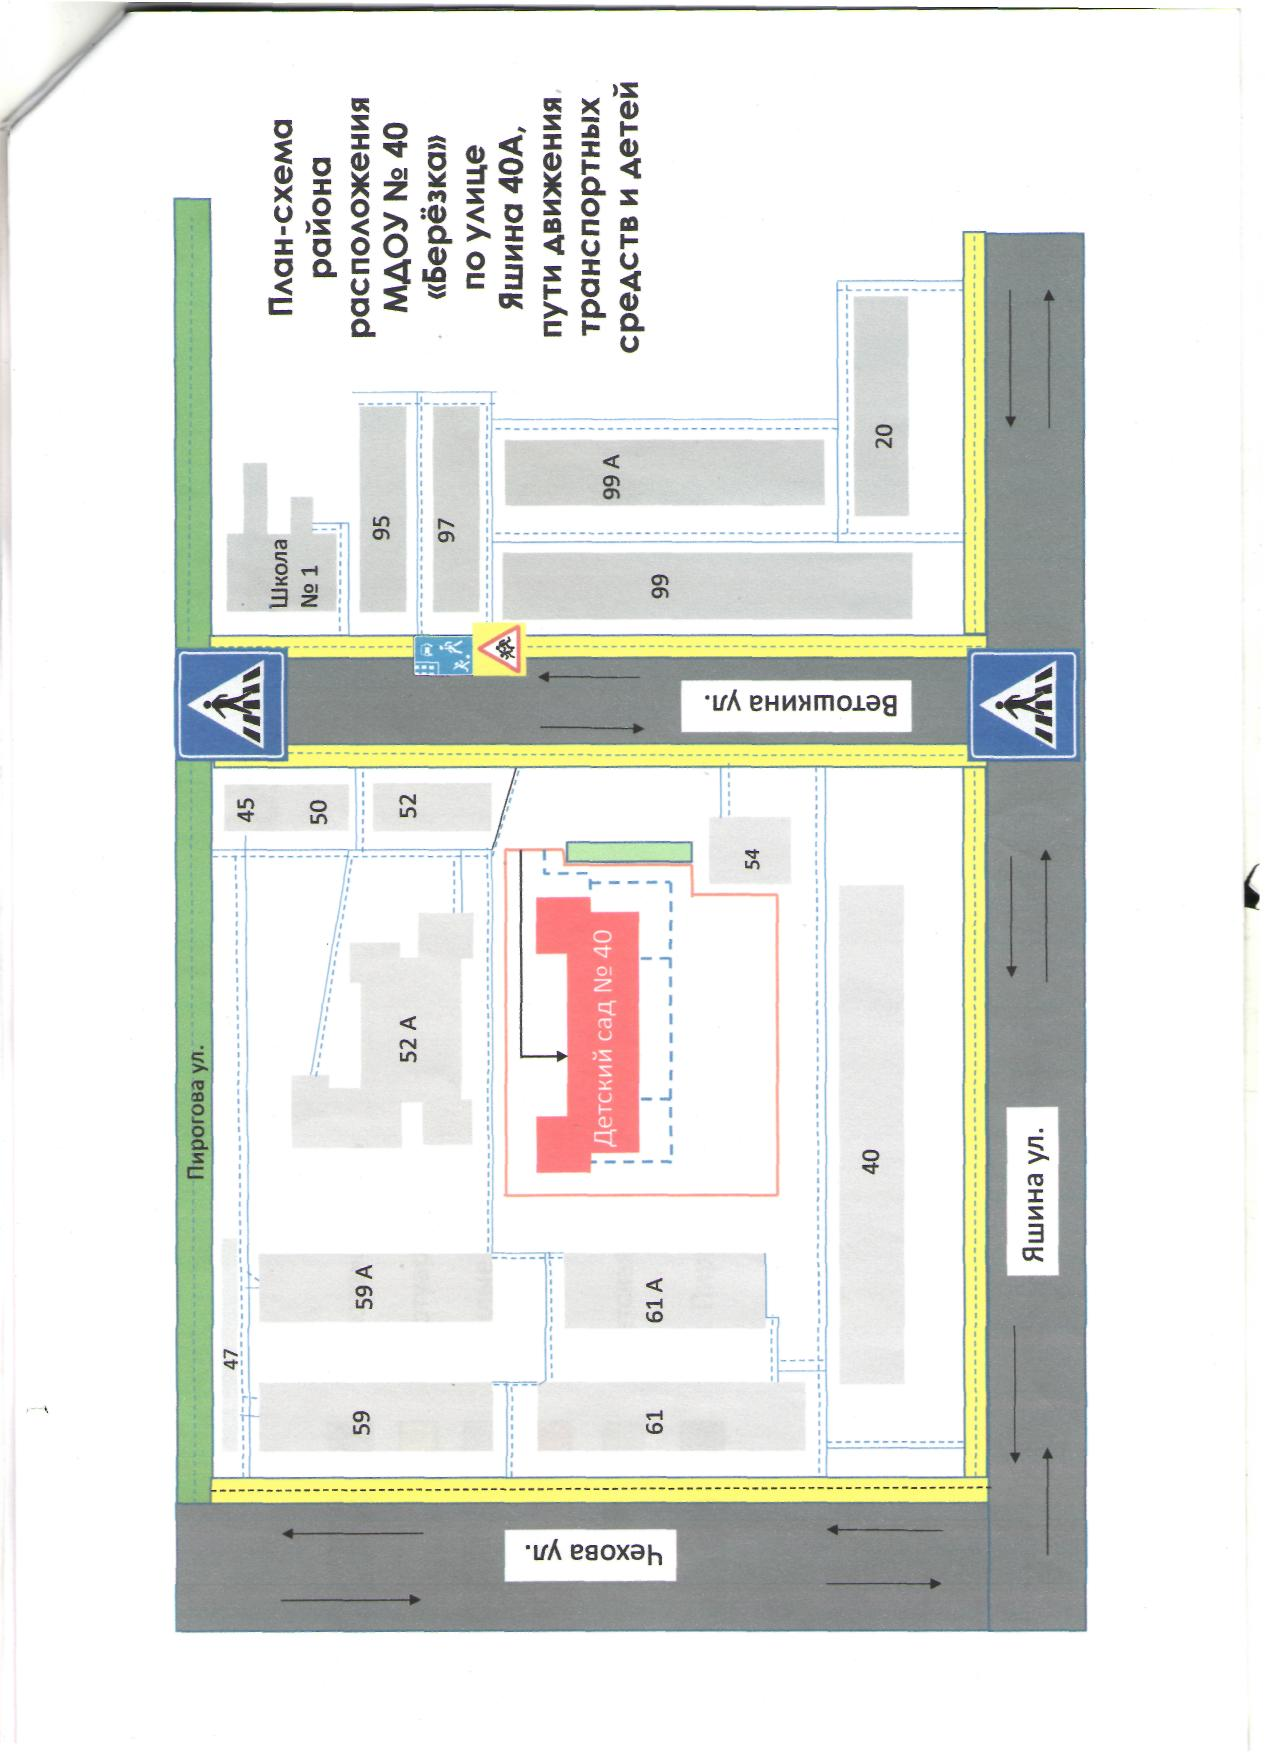 План-схема
района
расположения
МДОУ № 40
«Берёзка»
по улице
Яшина 40А,
пути движения
транспортных
средств и детей
Пирогова ул.
Школа
№ 1
95
97
99 А
99
20
Ветошкина ул.
45
50
52
54
52 А
Детский сад № 40
40
47
59 А
61 А
59
61
Чехова ул.
Яшина ул.